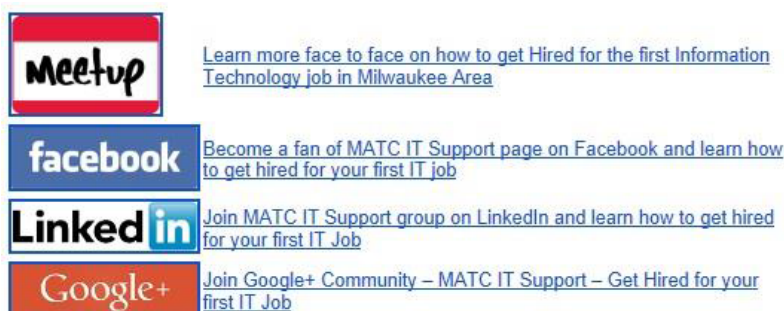 Meetup
Learn more face to face on how to get Hired for the first Information
Technology job in Milwaukee Area
facebook
Become a fan of MATC IT Support page on Facebook and learn how
to get hired for your first IT job
Linked in
Join MATC IT Support group on LinkedIn and learn how to get hired
for your first IT Job
Google+
Join Google+ Community – MATC IT Support – Get Hired for your
first IT Job